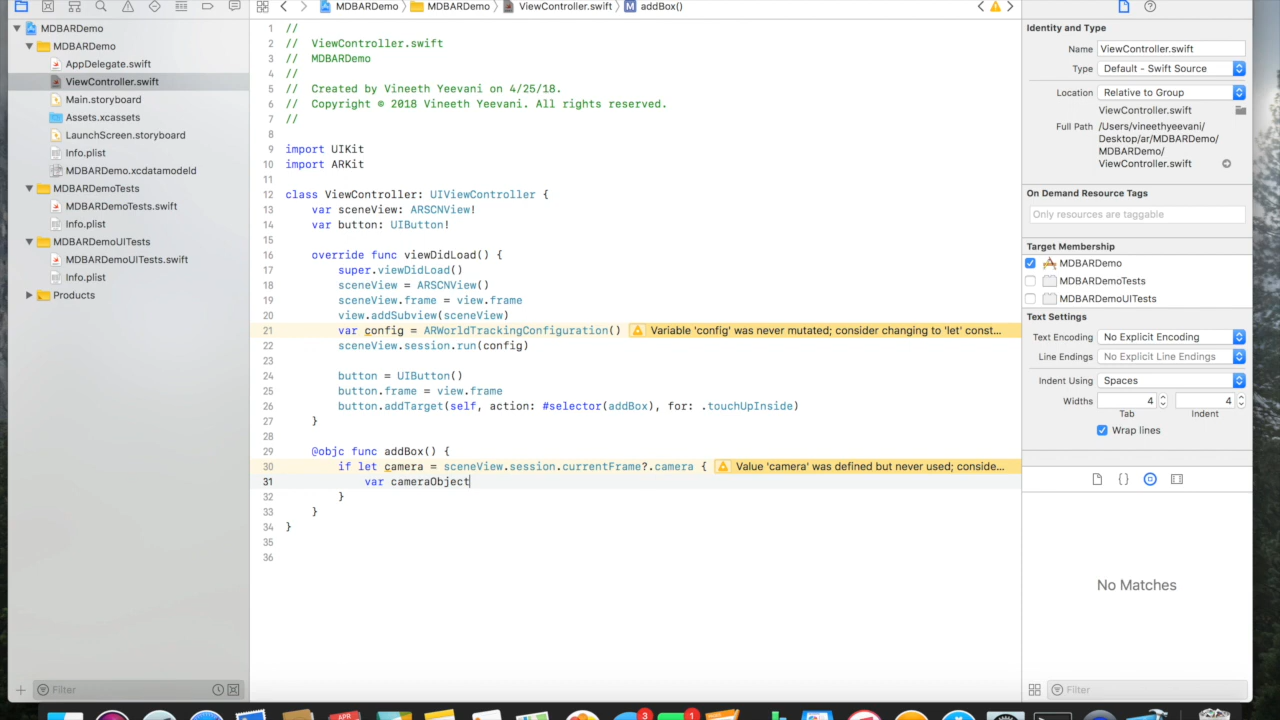 MDBARDemo
MDBARDemo
ViewController.swift
M
addBox()
MDBARDemo
MDBARDemo
AppDelegate.swift
ViewController.swift
Main.storyboard
Assets.xcassets
LaunchScreen.storyboard
Info.plist
MDBARDemo.xcdatamodeld
MDBARDemoTests
MDBARDemoTests.swift
Info.plist
MDBARDemoUITests
MDBARDemoUITests.swift
Info.plist
Products
Filter
1 //
2 // ViewController.swift
3 // MDBARDemo
4 //
5 // Created by Vineeth Yeevani on 4/25/18.
6 // Copyright © 2018 Vineeth Yeevani. All rights reserved.
7 //
8
9 import UIKit
10 import ARKit
11
12 class ViewController: UIViewController {
13 var sceneView: ARSCNView!
14 var button: UIButton!
15
16 override func viewDidLoad() {
17 super.viewDidLoad()
18 sceneView = ARSCNView()
19 sceneView.frame = view.frame
20 view.addSubview(sceneView)
21 var config = ARWorldTrackingConfiguration() Variable 'config' was never mutated; consider changing to 'let' const...
22 sceneView.session.run(config)
23
24 button = UIButton()
25 button.frame = view.frame
26 button.addTarget(self, action: #selector(addBox), for: .touchUpInside)
27 }
28
29 @objc func addBox() {
30 if let camera = sceneView.session.currentFrame?.camera { Value 'camera' was defined but never used; conside...
31 var cameraObject
32 }
33 }
34 }
35
36
Identity and Type
Name ViewController.swift
Type Default - Swift Source
Location Relative to Group
ViewController.swift
Full Path /Users/vineethyeevani/
Desktop/ar/MDBARDemo/
MDBARDemo/
ViewController.swift
On Demand Resource Tags
Only resources are taggable
Target Membership
MDBARDemo
MDBARDemoTests
MDBARDemoUITests
Text Settings
Text Encoding No Explicit Encoding
Line Endings No Explicit Line Endings
Indent Using Spaces
Widths 4 4
Tab Indent
Wrap lines
{ }
No Matches
Filter
APR
3
1